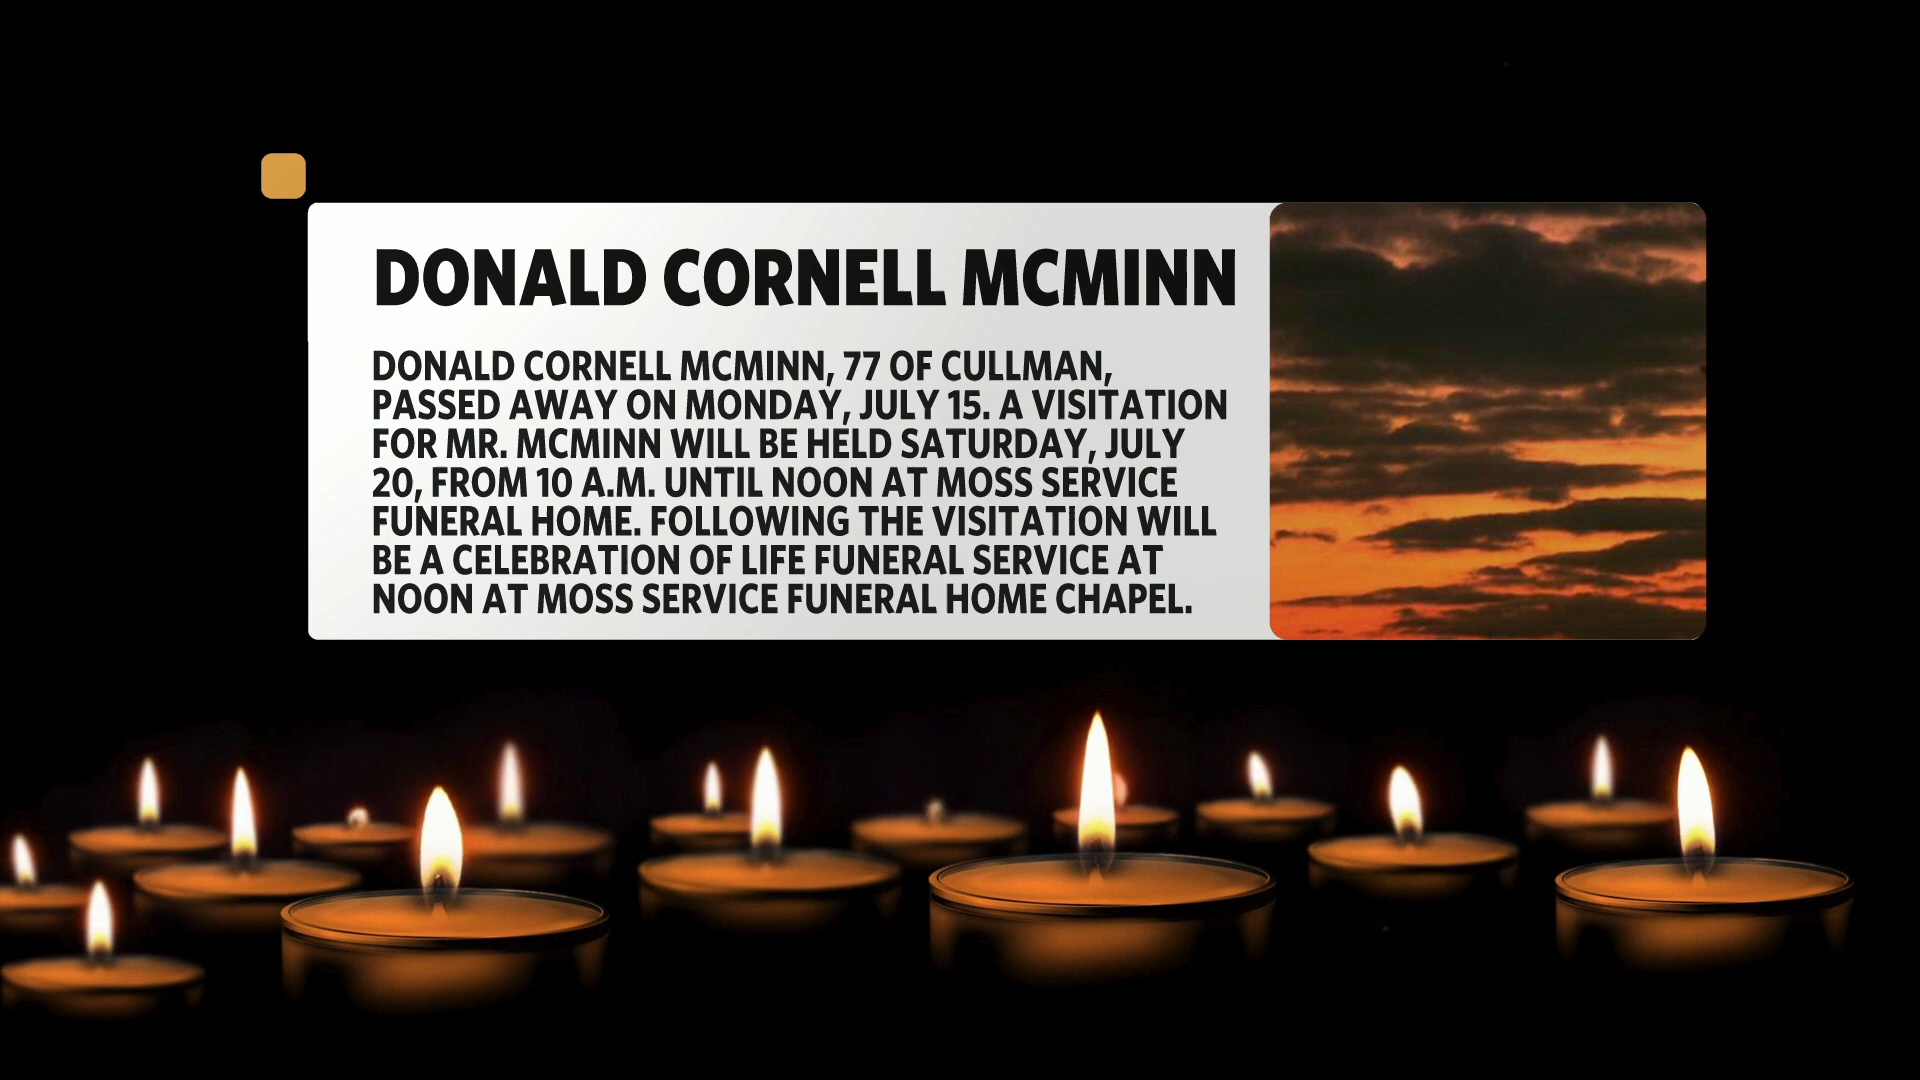 DONALD CORNELL MCMINN
DONALD CORNELL MCMINN, 77 OF CULLMAN,
PASSED AWAY ON MONDAY, JULY 15. A VISITATION
FOR MR. MCMINN WILL BE HELD SATURDAY, JULY
20, FROM 10 A.M. UNTIL NOON AT MOSS SERVICE
FUNERAL HOME. FOLLOWING THE VISITATION WILL
BE A CELEBRATION OF LIFE FUNERAL SERVICE AT
NOON AT MOSS SERVICE FUNERAL HOME CHAPEL.